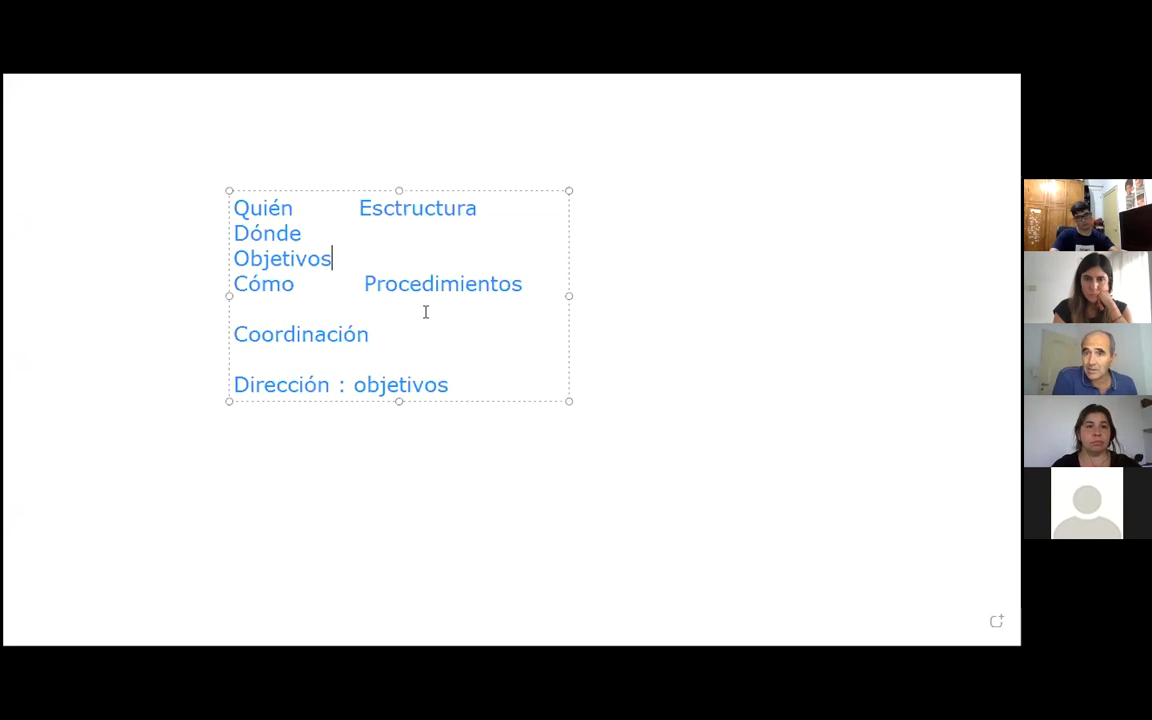 Quién Esctructura
Dónde
Objetivos
Cómo Procedimientos
Coordinación
Dirección : objetivos